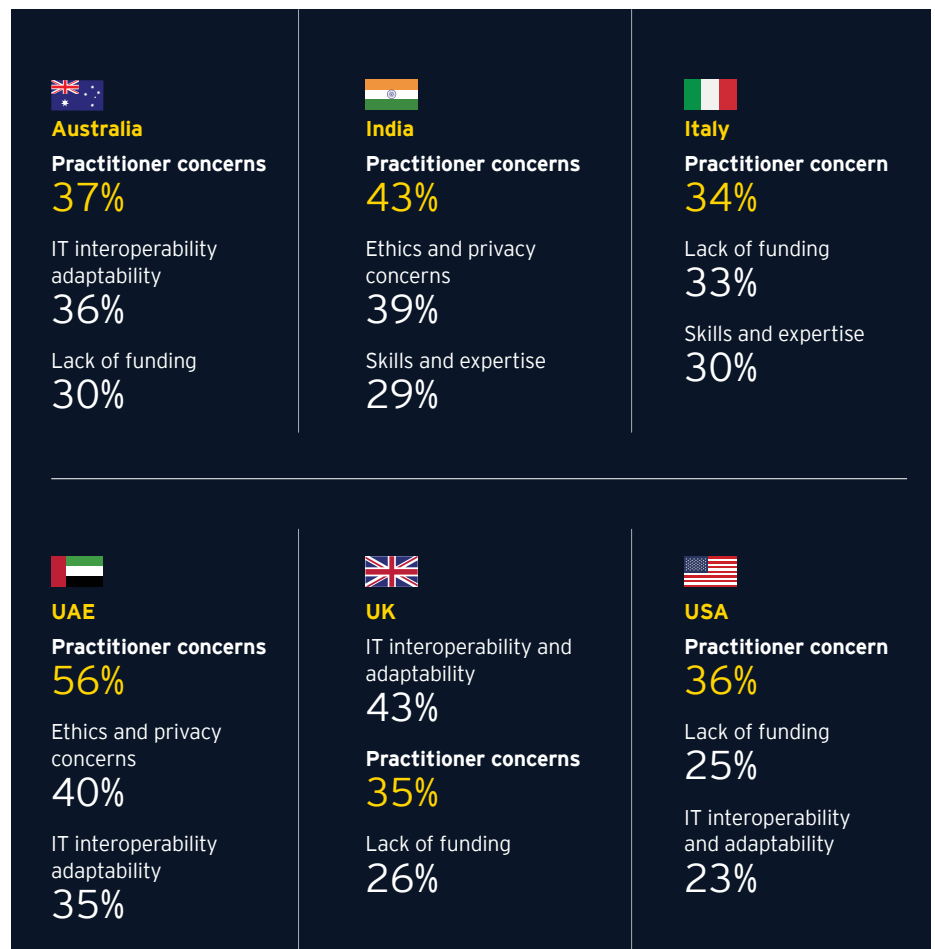 Australia
Practitioner concerns
37%
IT interoperability
adaptability
36%
Lack of funding
30%
India
Practitioner concerns
43%
Ethics and privacy
concerns
39%
Skills and expertise
29%
Italy
Practitioner concern
34%
Lack of funding
33%
Skills and expertise
30%
UAE
Practitioner concerns
56%
Ethics and privacy
concerns
40%
IT interoperability
adaptability
35%
UK
IT interoperability and
adaptability
43%
Practitioner concerns
35%
Lack of funding
26%
USA
Practitioner concern
36%
Lack of funding
25%
IT interoperability
and adaptability
23%